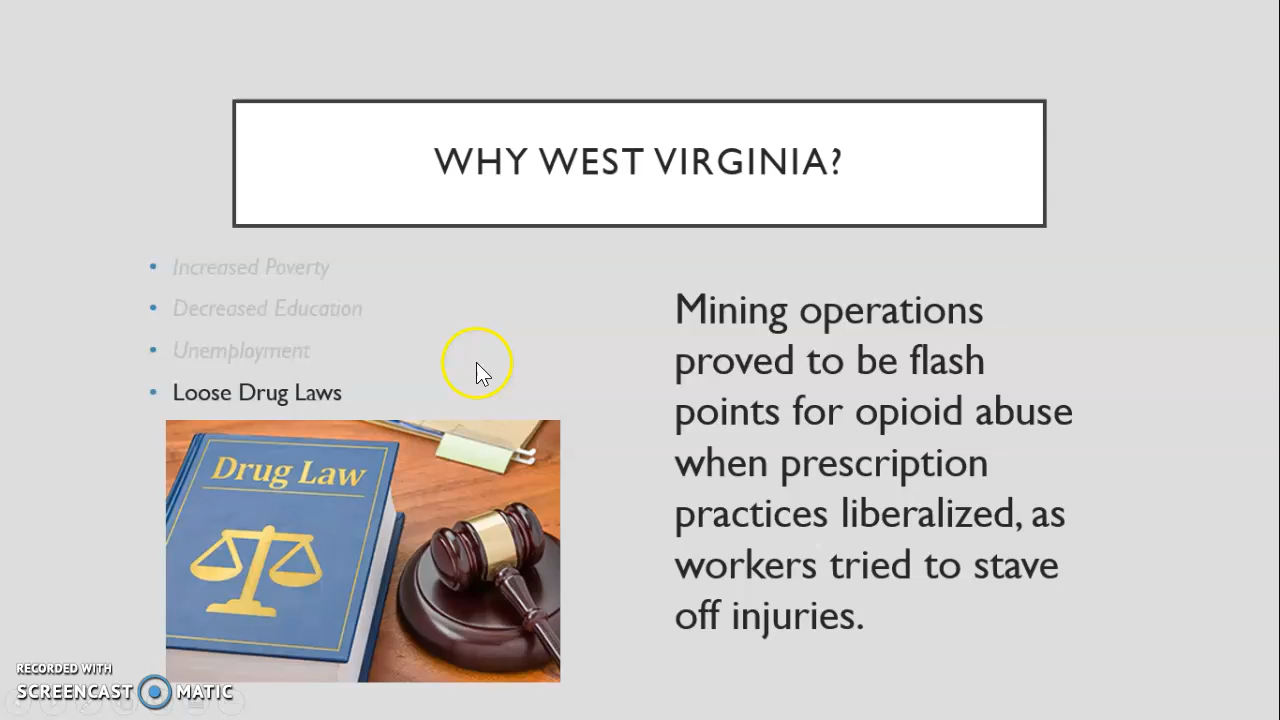 WHY WEST VIRGINIA?
• Increased Poverty
• Decreased Education
• Unemployment
• Loose Drug Laws
Drug Law
Mining operations
proved to be flash
points for opioid abuse
when prescription
practices liberalized, as
workers tried to stave
off injuries.
RECORDED WITH
SCREENCAST MATIC